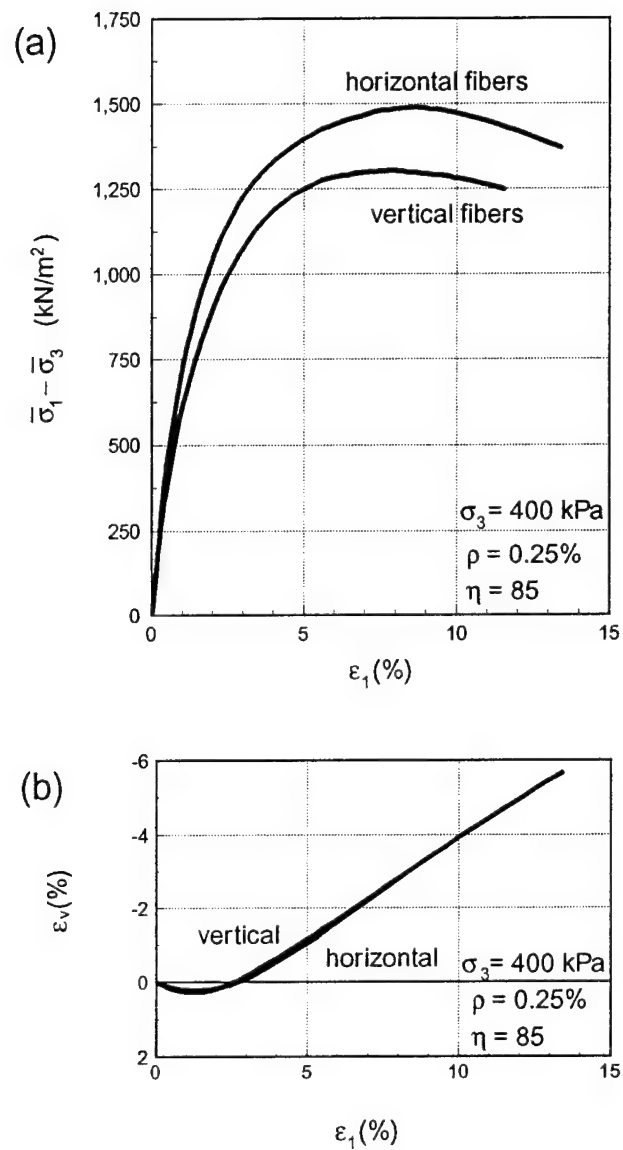 (a)
1,750
1,500
1,250
1,000
750
500
250
0
σ̅₁ – σ̅₃ (kN/m²)
horizontal fibers
vertical fibers
σ₃ = 400 kPa
ρ = 0.25%
η = 85
0 5 10 15
ε₁(%)
(b)
-6
-4
-2
0
2
εᵥ(%)
vertical
horizontal
σ₃ = 400 kPa
ρ = 0.25%
η = 85
0 5 10 15
ε₁(%)